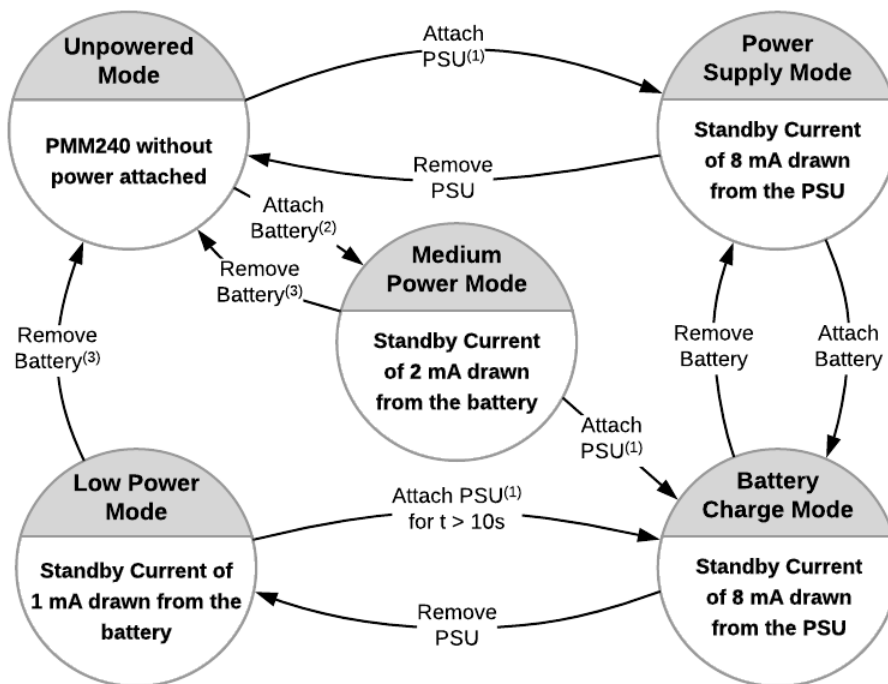 Unpowered
Mode
PMM240 without
power attached
Attach
PSU(1)
Power
Supply Mode
Standby Current
of 8 mA drawn
from the PSU
Remove
PSU
Attach
Battery(2)
Remove
Battery(3)
Medium
Power Mode
Standby Current
of 2 mA drawn
from the battery
Remove
Battery(3)
Remove
Battery
Attach
Battery
Attach
PSU(1)
Low Power
Mode
Standby Current of
1 mA drawn from the
battery
Attach PSU(1)
for t > 10s
Battery
Charge Mode
Standby Current
of 8 mA drawn
from the PSU
Remove
PSU